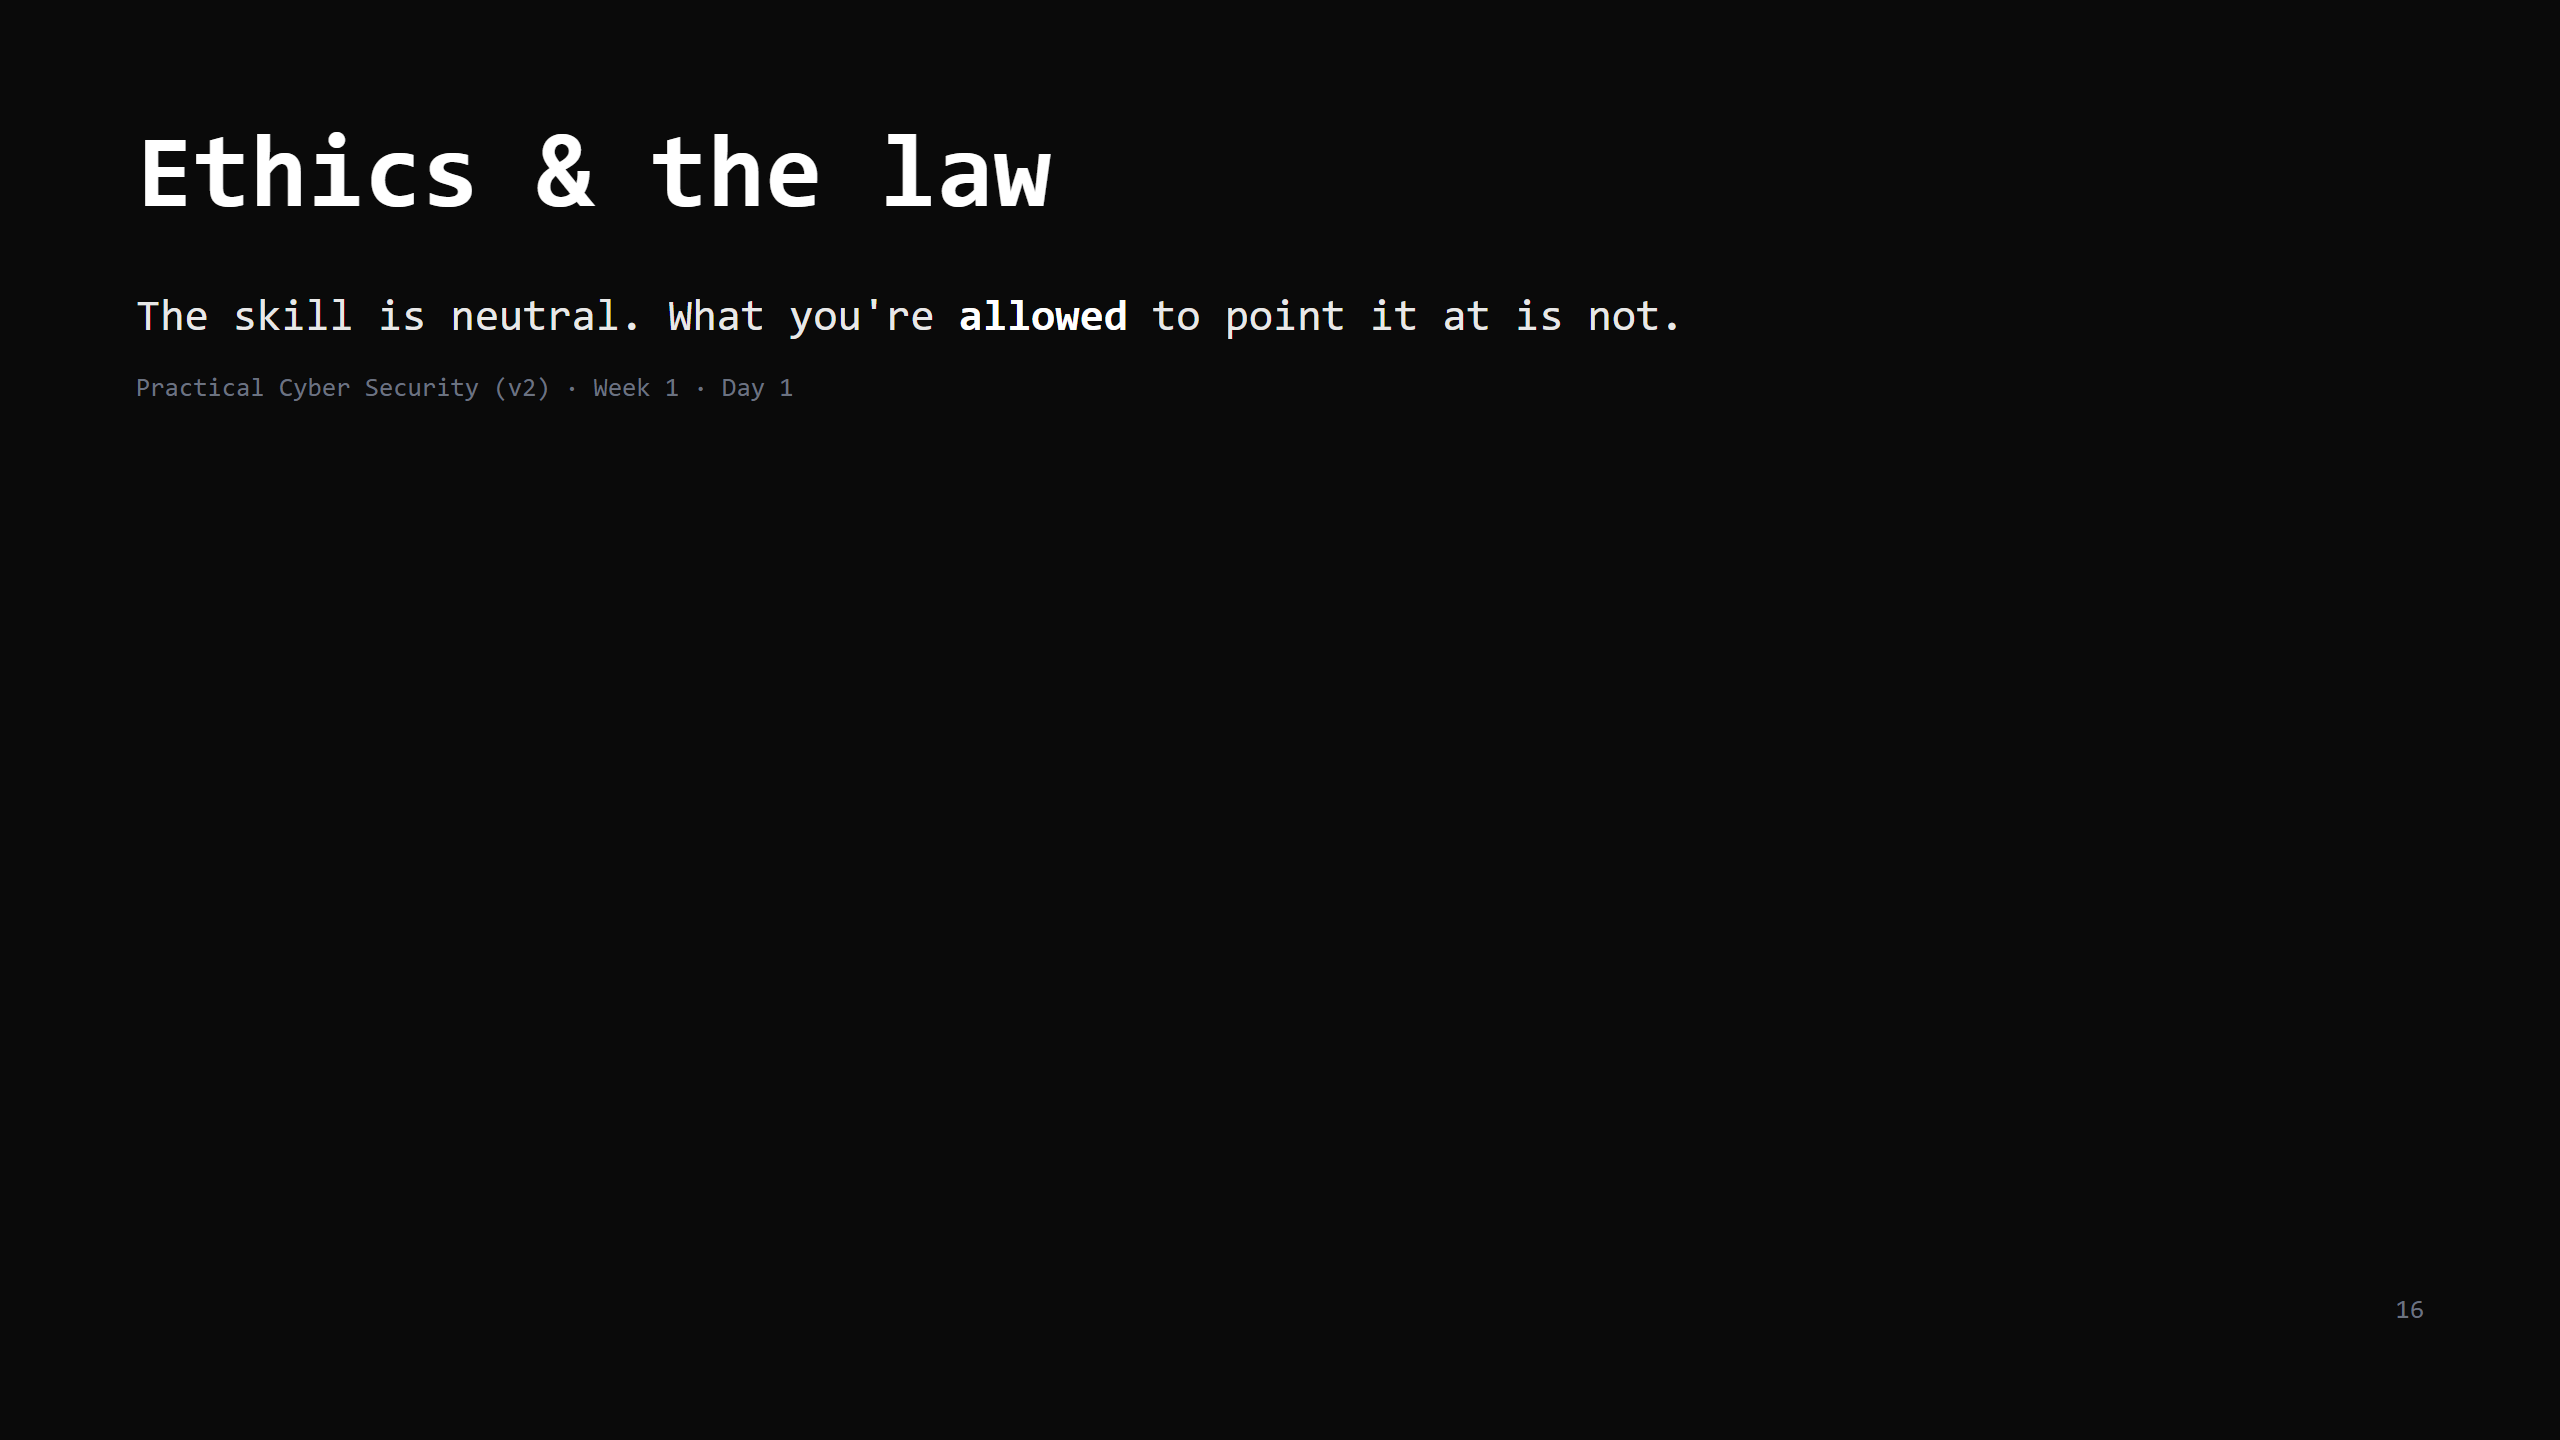 Ethics & the law
The skill is neutral. What you're allowed to point it at is not.
Practical Cyber Security (v2) · Week 1 · Day 1
16